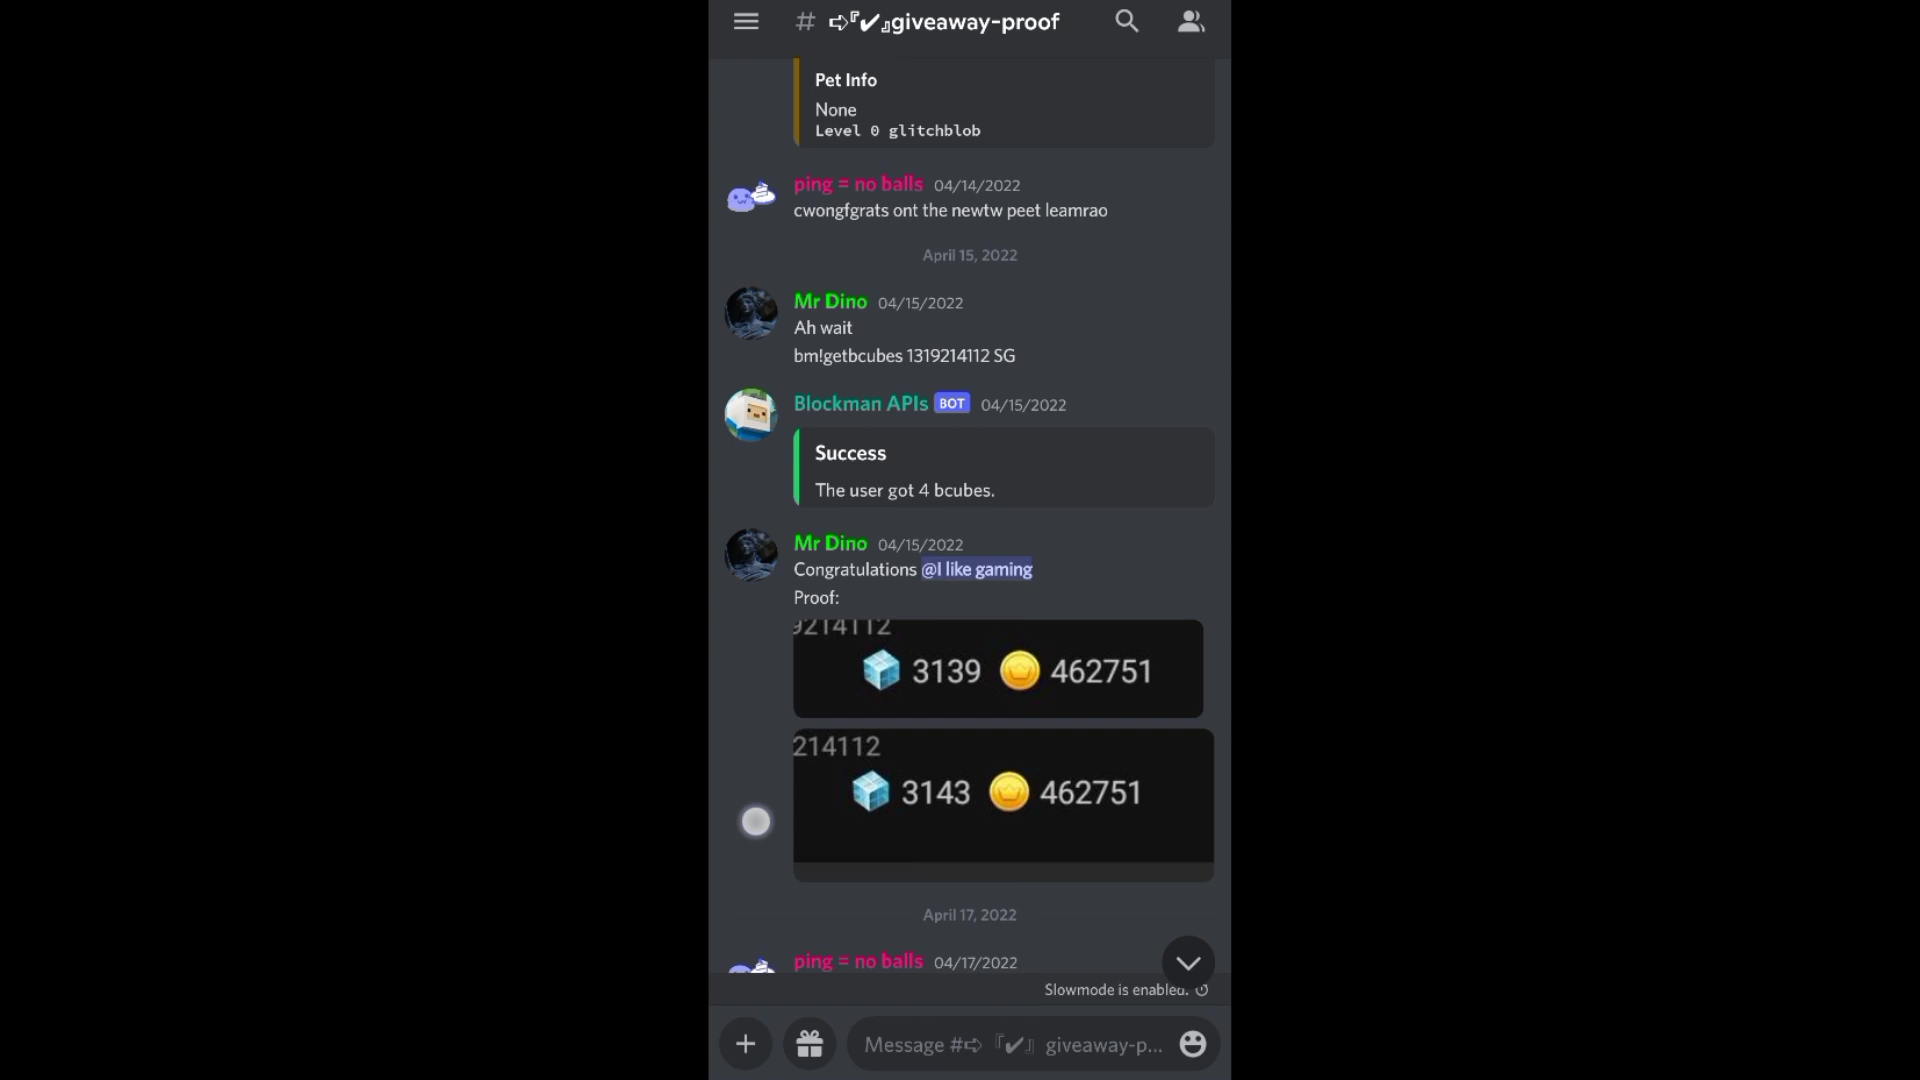 # ➪『✔』giveaway-proof
Pet Info
None
Level 0 glitchblob
ping = no balls 04/14/2022
cwongfgrats ont the newtw peet leamrao
April 15, 2022
Mr Dino 04/15/2022
Ah wait
bm!getbcubes 1319214112 SG
Blockman APIs BOT 04/15/2022
Success
The user got 4 bcubes.
Mr Dino 04/15/2022
Congratulations @I like gaming
Proof:
9214112
3139 462751
214112
3143 462751
April 17, 2022
ping = no balls 04/17/2022
Slowmode is enabled.
Message #➪『✔』giveaway-p...